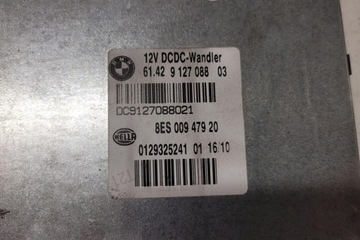 12V DCDC-Wandler
61.42 9 127 088 03
DC9127088021
8ES 009 479 20
HELLA
0129325241 01 16 10